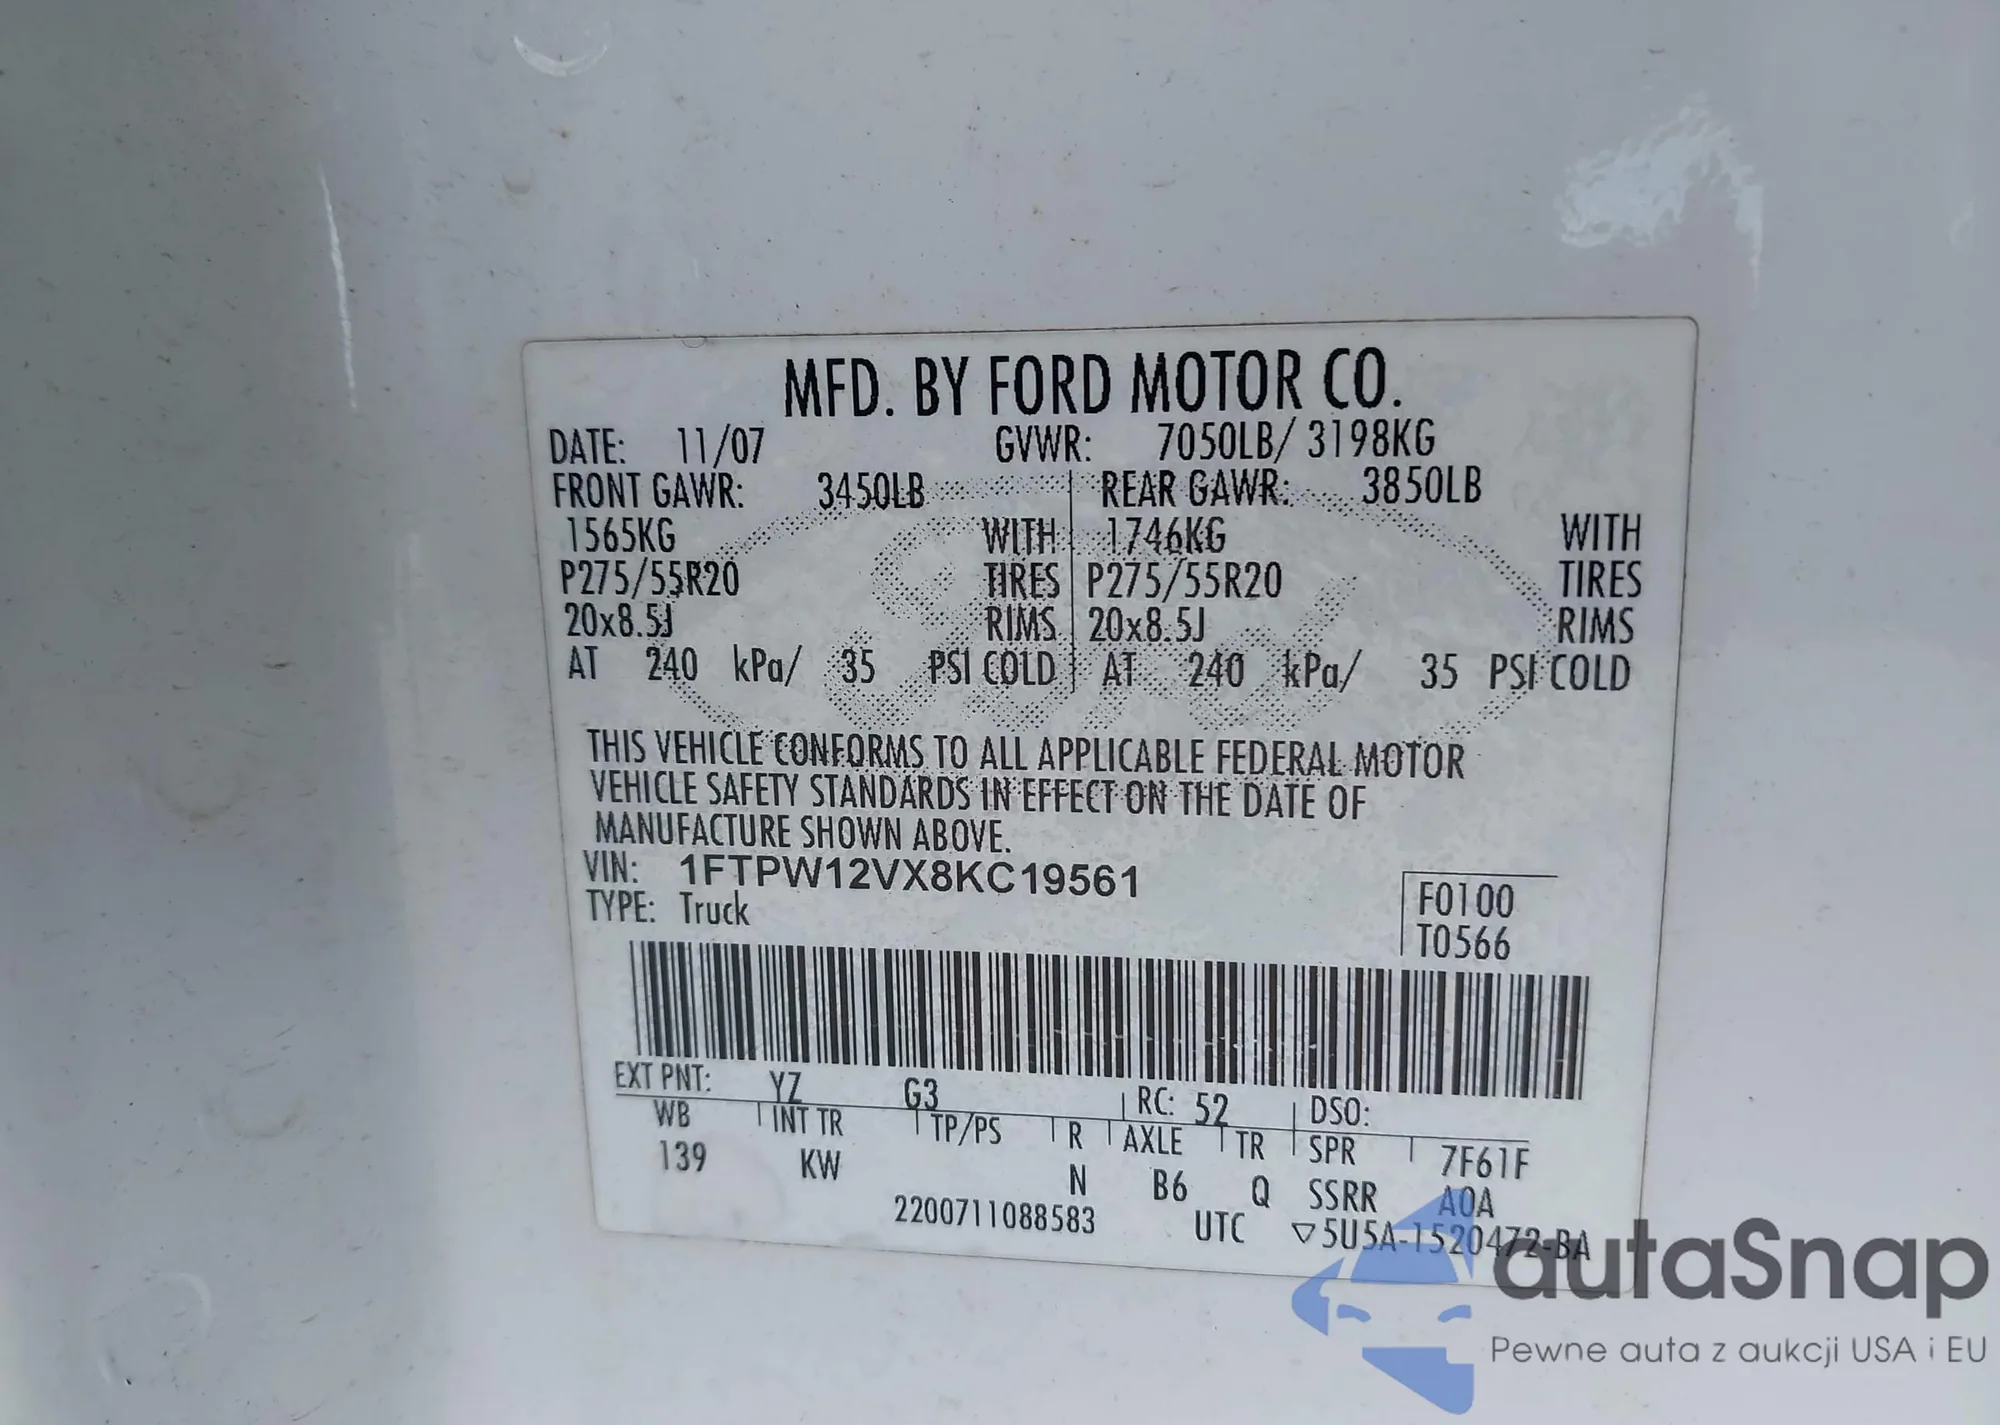 MFD. BY FORD MOTOR CO.
DATE: 11/07 GVWR: 7050LB/ 3198KG
FRONT GAWR: 3450LB REAR GAWR: 3850LB
1565KG WITH 1746KG WITH
P275/55R20 TIRES P275/55R20 TIRES
20x8.5J RIMS 20x8.5J RIMS
AT 240 kPa/ 35 PSI COLD AT 240 kPa/ 35 PSI COLD
THIS VEHICLE CONFORMS TO ALL APPLICABLE FEDERAL MOTOR
VEHICLE SAFETY STANDARDS IN EFFECT ON THE DATE OF
MANUFACTURE SHOWN ABOVE.
VIN: 1FTPW12VX8KC19561
TYPE: Truck
F0100
T0566
EXT PNT: YZ G3 RC: 52 DSO:
WB INT TR TP/PS R AXLE TR SPR 7F61F
139 KW N B6 Q SSRR A0A
2200711088583 UTC ▽5U5A-1520472-BA
autaSnap
Pewne auta z aukcji USA i EU